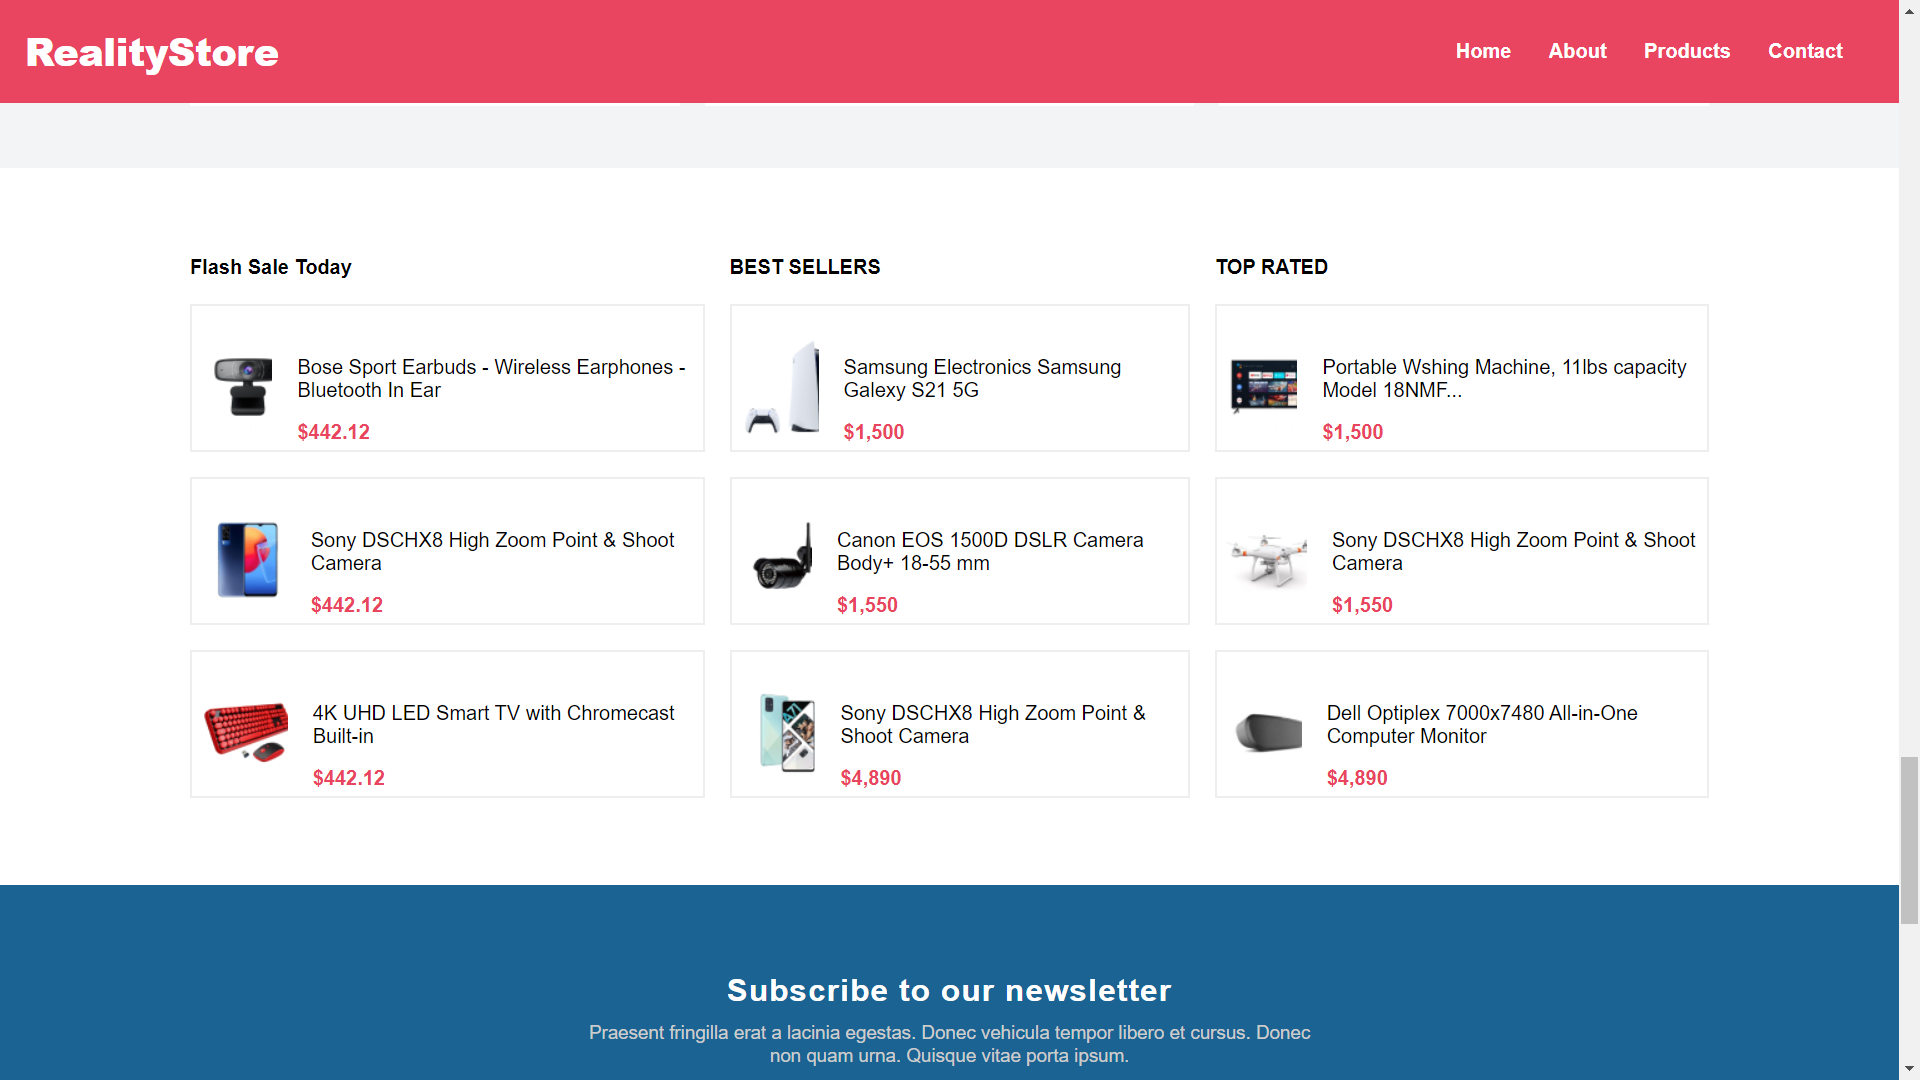 RealityStore
Home About Products Contact
Flash Sale Today
Bose Sport Earbuds - Wireless Earphones -
Bluetooth In Ear
$442.12
Sony DSCHX8 High Zoom Point & Shoot
Camera
$442.12
4K UHD LED Smart TV with Chromecast
Built-in
$442.12
BEST SELLERS
Samsung Electronics Samsung
Galexy S21 5G
$1,500
Canon EOS 1500D DSLR Camera
Body+ 18-55 mm
$1,550
A71
Sony DSCHX8 High Zoom Point &
Shoot Camera
$4,890
TOP RATED
Portable Wshing Machine, 11lbs capacity
Model 18NMF...
$1,500
Sony DSCHX8 High Zoom Point & Shoot
Camera
$1,550
Dell Optiplex 7000x7480 All-in-One
Computer Monitor
$4,890
Subscribe to our newsletter
Praesent fringilla erat a lacinia egestas. Donec vehicula tempor libero et cursus. Donec
non quam urna. Quisque vitae porta ipsum.